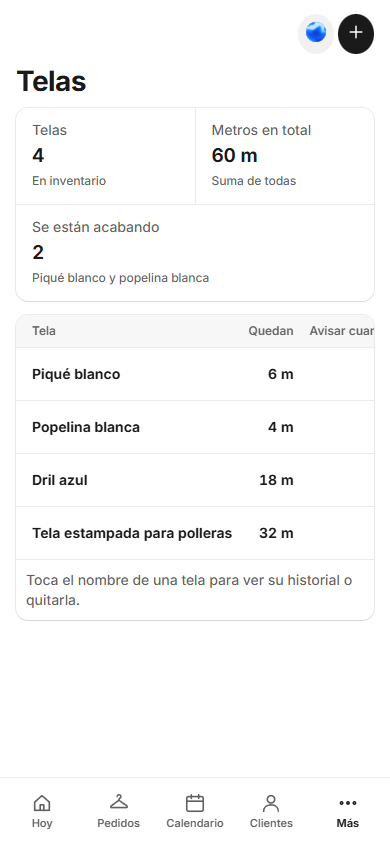 Telas
Telas
4
En inventario
Metros en total
60 m
Suma de todas
Se están acabando
2
Piqué blanco y popelina blanca
Tela Quedan Avisar cuar
Piqué blanco 6 m
Popelina blanca 4 m
Dril azul 18 m
Tela estampada para polleras 32 m
Toca el nombre de una tela para ver su historial o
quitarla.
Hoy Pedidos Calendario Clientes Más